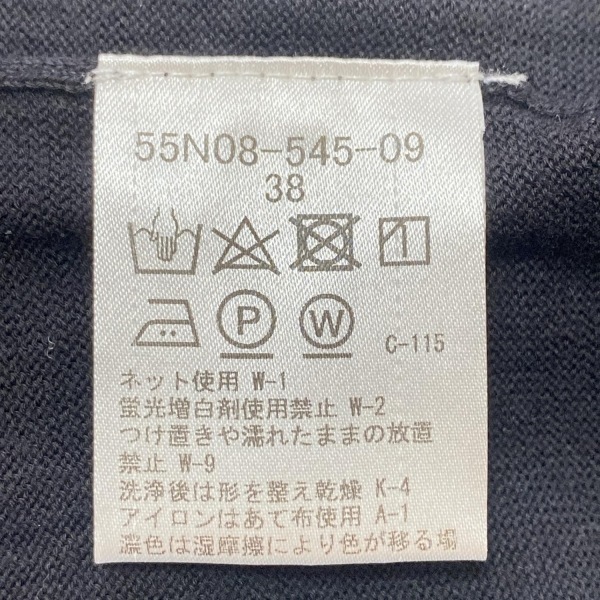 55N08-545-09
38
P W C-115
ネット使用 W-1
蛍光増白剤使用禁止 W-2
つけ置きや濡れたままの放置
禁止 W-9
洗浄後は形を整え乾燥 K-4
アイロンはあて布使用 A-1
濃色は湿摩擦により色が移る場